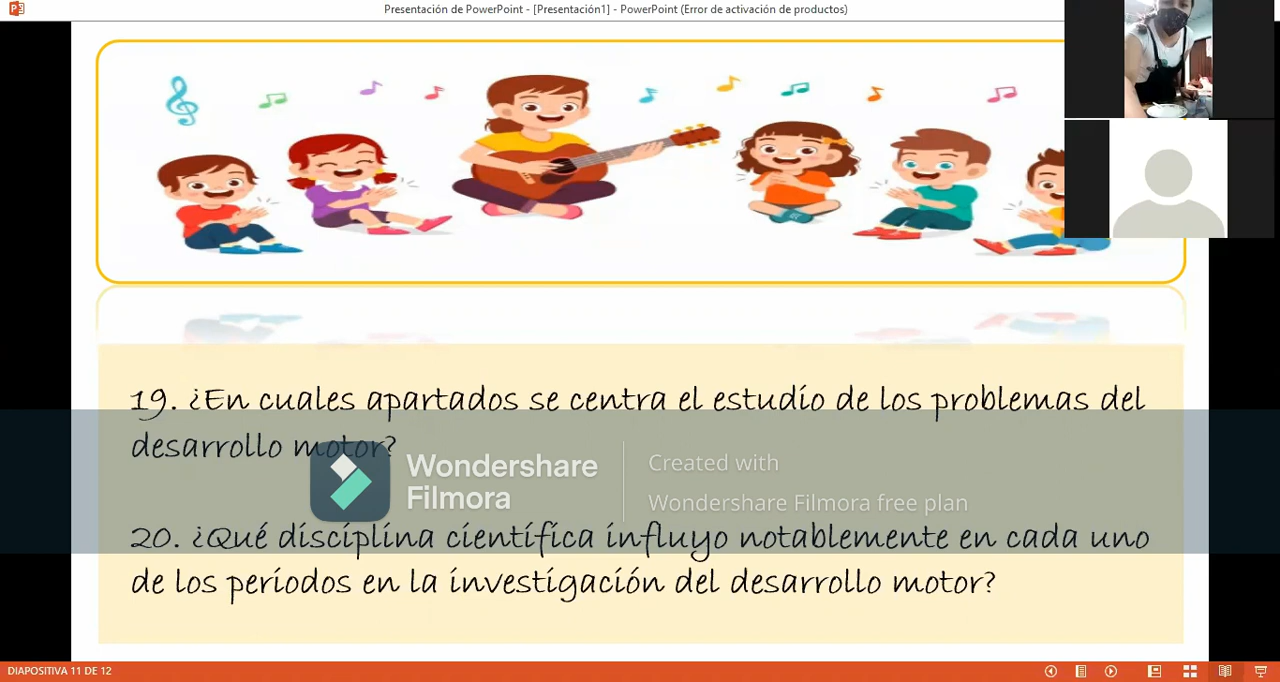 Presentación de PowerPoint - [Presentación1] - PowerPoint (Error de activación de productos)
19. ¿En cuales apartados se centra el estudio de los problemas del
desarrollo motor?
Wondershare
Filmora
Created with
Wondershare Filmora free plan
20. ¿Qué disciplina científica influyo notablemente en cada uno
de los períodos en la investigación del desarrollo motor?
DIAPOSITIVA 11 DE 12